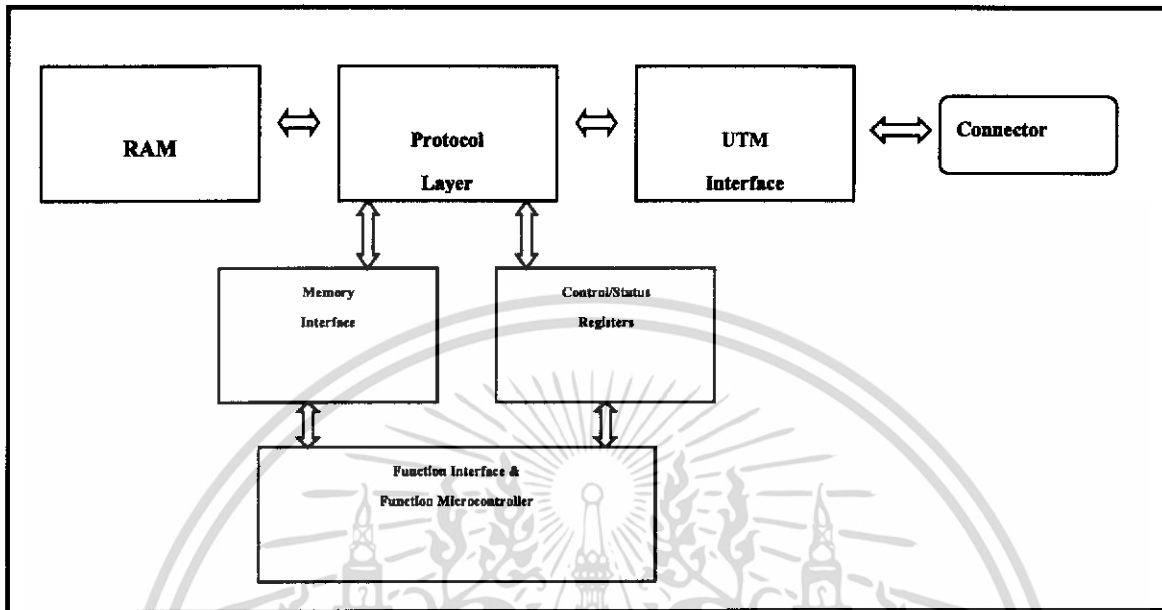 RAM
Protocol
Layer
UTM
Interface
Connector
Memory
Interface
Control/Status
Registers
Function Interface &
Function Microcontroller